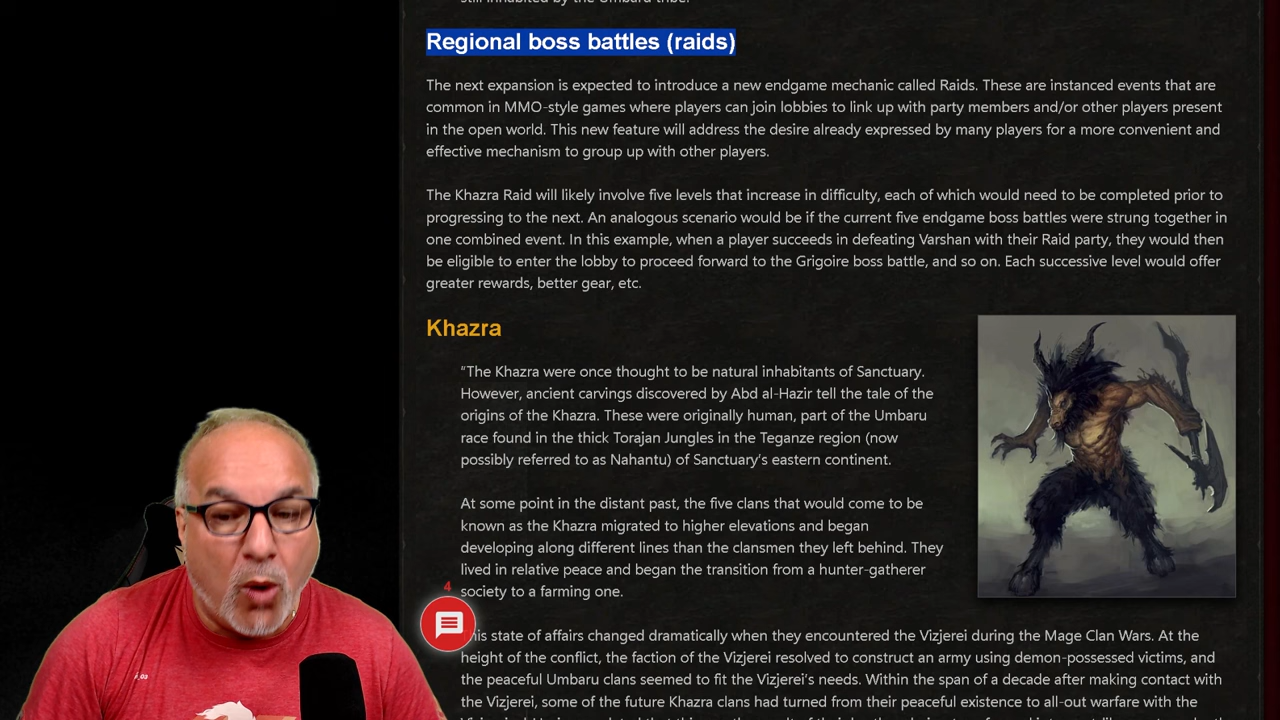 still inhabited by the Umbaru tribe.
Regional boss battles (raids)
The next expansion is expected to introduce a new endgame mechanic called Raids. These are instanced events that are
common in MMO-style games where players can join lobbies to link up with party members and/or other players present
in the open world. This new feature will address the desire already expressed by many players for a more convenient and
effective mechanism to group up with other players.
The Khazra Raid will likely involve five levels that increase in difficulty, each of which would need to be completed prior to
progressing to the next. An analogous scenario would be if the current five endgame boss battles were strung together in
one combined event. In this example, when a player succeeds in defeating Varshan with their Raid party, they would then
be eligible to enter the lobby to proceed forward to the Grigoire boss battle, and so on. Each successive level would offer
greater rewards, better gear, etc.
Khazra
"The Khazra were once thought to be natural inhabitants of Sanctuary.
However, ancient carvings discovered by Abd al-Hazir tell the tale of the
origins of the Khazra. These were originally human, part of the Umbaru
race found in the thick Torajan Jungles in the Teganze region (now
possibly referred to as Nahantu) of Sanctuary's eastern continent.
At some point in the distant past, the five clans that would come to be
known as the Khazra migrated to higher elevations and began
developing along different lines than the clansmen they left behind. They
lived in relative peace and began the transition from a hunter-gatherer
society to a farming one.
4
his state of affairs changed dramatically when they encountered the Vizjerei during the Mage Clan Wars. At the
height of the conflict, the faction of the Vizjerei resolved to construct an army using demon-possessed victims, and
the peaceful Umbaru clans seemed to fit the Vizjerei's needs. Within the span of a decade after making contact with
the Vizjerei, some of the future Khazra clans had turned from their peaceful existence to all-out warfare with the